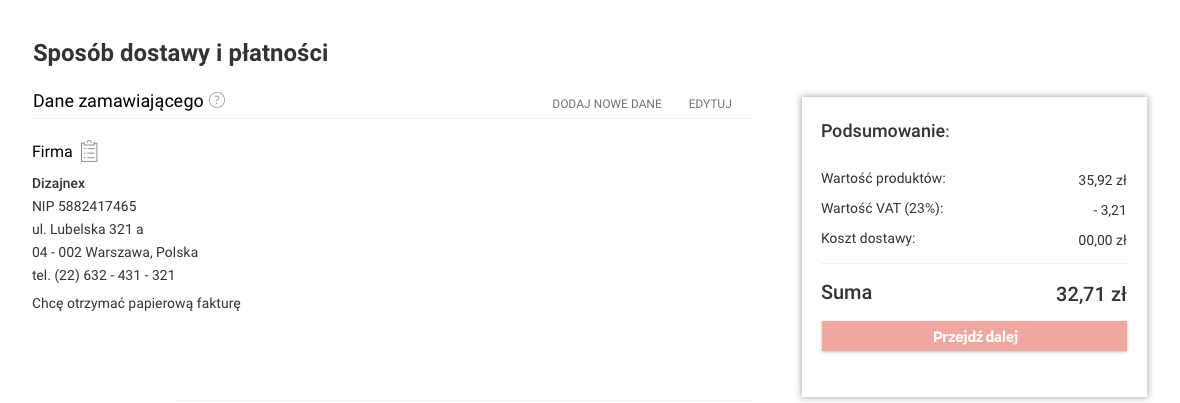 Sposób dostawy i płatności
Dane zamawiającego ?
DODAJ NOWE DANE EDYTUJ
Firma
Dizajnex
NIP 5882417465
ul. Lubelska 321 a
04 - 002 Warszawa, Polska
tel. (22) 632 - 431 - 321
Chcę otrzymać papierową fakturę
Podsumowanie:
Wartość produktów: 35,92 zł
Wartość VAT (23%): - 3,21
Koszt dostawy: 00,00 zł
Suma 32,71 zł
Przejdź dalej